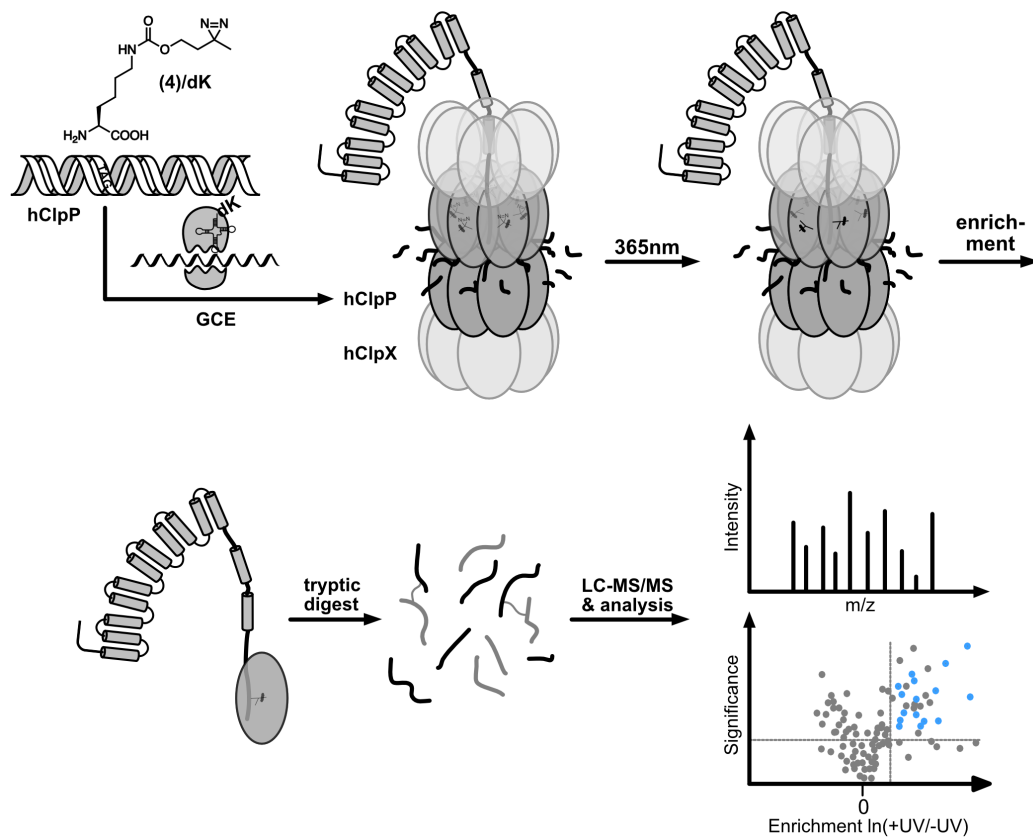 N=N
O
HN
O
(4)/dK
H₂N
COOH
TAG
hClpP
dK
GCE
N=N
N=N
hClpP
hClpX
365nm
enrich-
ment
tryptic
digest
LC-MS/MS
& analysis
Intensity
m/z
Significance
0
Enrichment ln(+UV/-UV)